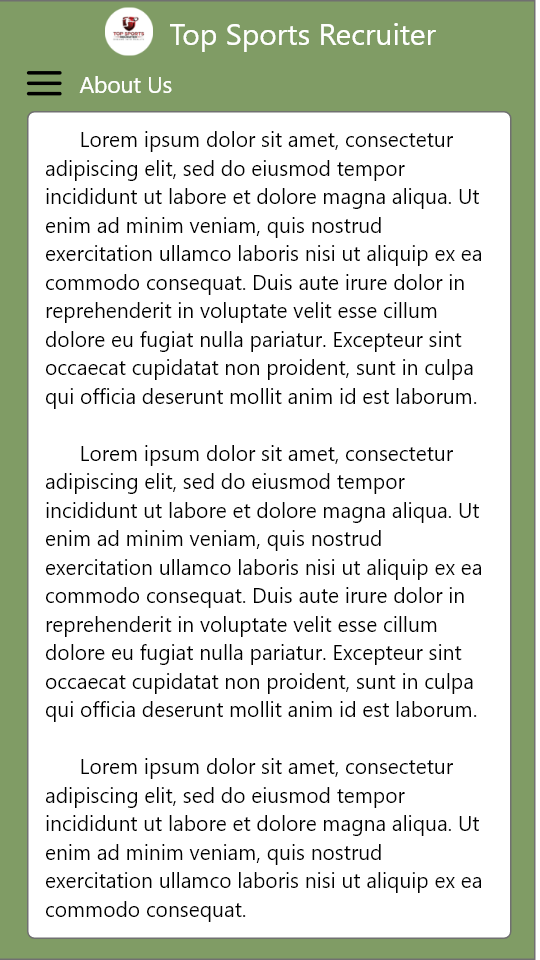 TOP SPORTS
Top Sports Recruiter
About Us
Lorem ipsum dolor sit amet, consectetur
adipiscing elit, sed do eiusmod tempor
incididunt ut labore et dolore magna aliqua. Ut
enim ad minim veniam, quis nostrud
exercitation ullamco laboris nisi ut aliquip ex ea
commodo consequat. Duis aute irure dolor in
reprehenderit in voluptate velit esse cillum
dolore eu fugiat nulla pariatur. Excepteur sint
occaecat cupidatat non proident, sunt in culpa
qui officia deserunt mollit anim id est laborum.
Lorem ipsum dolor sit amet, consectetur
adipiscing elit, sed do eiusmod tempor
incididunt ut labore et dolore magna aliqua. Ut
enim ad minim veniam, quis nostrud
exercitation ullamco laboris nisi ut aliquip ex ea
commodo consequat. Duis aute irure dolor in
reprehenderit in voluptate velit esse cillum
dolore eu fugiat nulla pariatur. Excepteur sint
occaecat cupidatat non proident, sunt in culpa
qui officia deserunt mollit anim id est laborum.
Lorem ipsum dolor sit amet, consectetur
adipiscing elit, sed do eiusmod tempor
incididunt ut labore et dolore magna aliqua. Ut
enim ad minim veniam, quis nostrud
exercitation ullamco laboris nisi ut aliquip ex ea
commodo consequat.